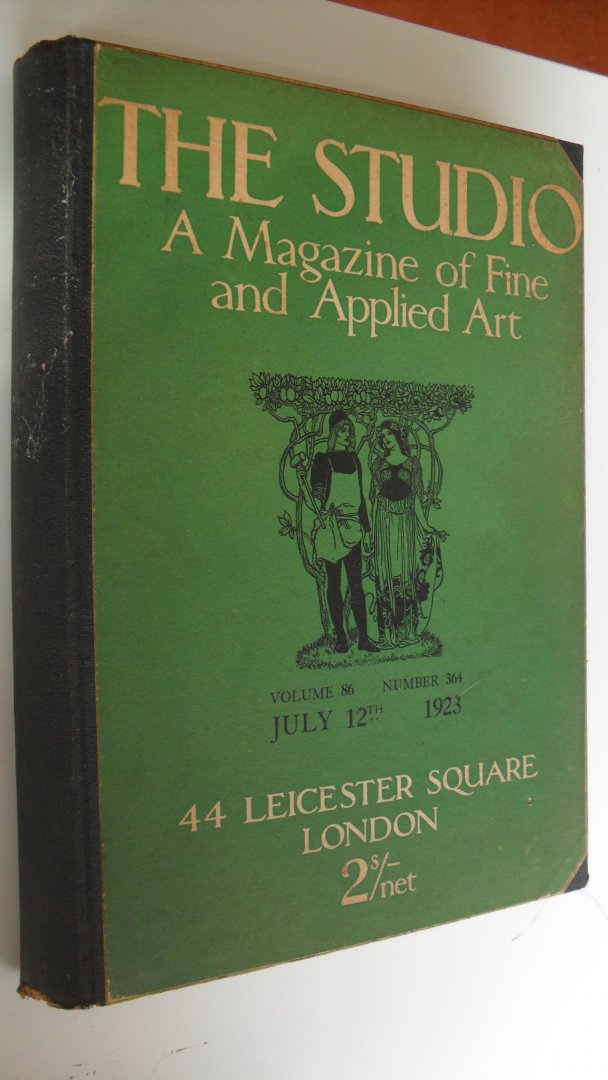 THE STUDIO
A Magazine of Fine
and Applied Art
VOLUME 86 NUMBER 364
JULY 12TH 1923
44 LEICESTER SQUARE
LONDON
2s/- net